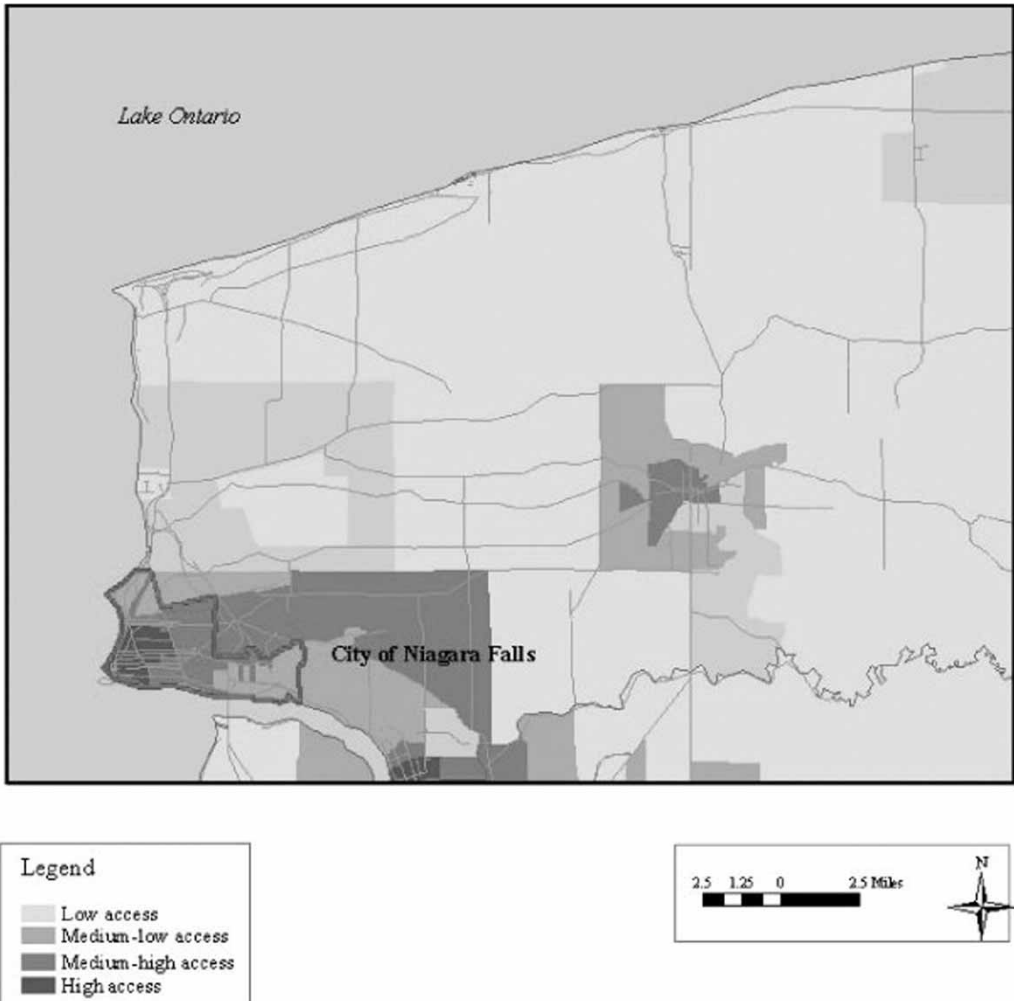 Lake Ontario
City of Niagara Falls
Legend
Low access
Medium-low access
Medium-high access
High access
2.5 1.25 0 2.5 Miles
N